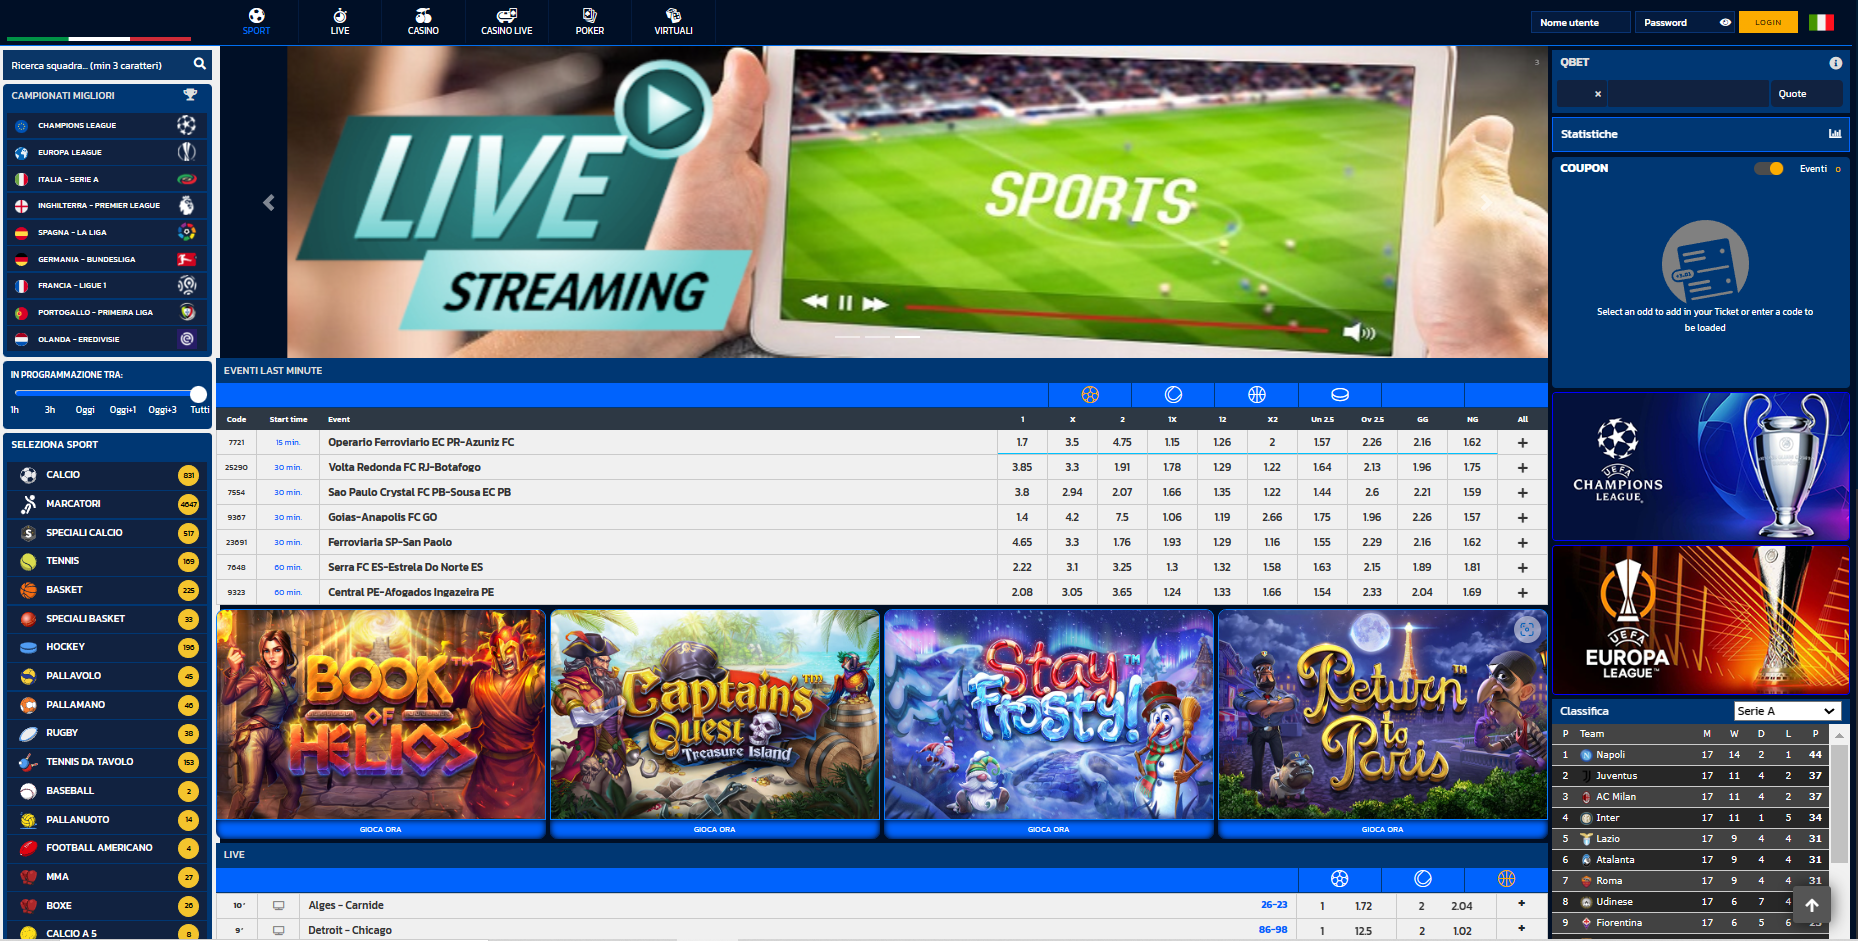 SPORT
LIVE
CASINO
CASINO LIVE
POKER
VIRTUALI
Nome utente
Password
LOGIN
Ricerca squadra... (min 3 caratteri)
CAMPIONATI MIGLIORI
CHAMPIONS LEAGUE
EUROPA LEAGUE
ITALIA - SERIE A
INGHILTERRA - PREMIER LEAGUE
SPAGNA - LA LIGA
GERMANIA - BUNDESLIGA
FRANCIA - LIGUE 1
PORTOGALLO - PRIMEIRA LIGA
OLANDA - EREDIVISIE
IN PROGRAMMAZIONE TRA:
1h 3h Oggi Oggi+1 Oggi+3 Tutti
SELEZIONA SPORT
CALCIO 831
MARCATORI 4647
SPECIALI CALCIO 517
TENNIS 169
BASKET 225
SPECIALI BASKET 33
HOCKEY 196
PALLAVOLO 45
PALLAMANO 46
RUGBY 38
TENNIS DA TAVOLO 153
BASEBALL 2
PALLANUOTO 14
FOOTBALL AMERICANO 4
MMA 27
BOXE 26
CALCIO A 5 8
LIVE
STREAMING
SPORTS
3
EVENTI LAST MINUTE
Code Start time Event 1 X 2 1X 12 X2 Un 2.5 Ov 2.5 GG NG All
7721 15 min. Operario Ferroviario EC PR-Azuniz FC 1.7 3.5 4.75 1.15 1.26 2 1.57 2.26 2.16 1.62 +
25290 30 min. Volta Redonda FC RJ-Botafogo 3.85 3.3 1.91 1.78 1.29 1.22 1.64 2.13 1.96 1.75 +
7554 30 min. Sao Paulo Crystal FC PB-Sousa EC PB 3.8 2.94 2.07 1.66 1.35 1.22 1.44 2.6 2.21 1.59 +
9367 30 min. Goias-Anapolis FC GO 1.4 4.2 7.5 1.06 1.19 2.66 1.75 1.96 2.26 1.57 +
23691 30 min. Ferroviaria SP-San Paolo 4.65 3.3 1.76 1.93 1.29 1.16 1.55 2.29 2.16 1.62 +
7648 60 min. Serra FC ES-Estrela Do Norte ES 2.22 3.1 3.25 1.3 1.32 1.58 1.63 2.15 1.89 1.81 +
9323 60 min. Central PE-Afogados Ingazeira PE 2.08 3.05 3.65 1.24 1.33 1.66 1.54 2.33 2.04 1.69 +
BOOK
OF
HELIOS
GIOCA ORA
Captain's™
Quest
Treasure Island
GIOCA ORA
Stay™
Frosty!
GIOCA ORA
Return™
to
Paris
GIOCA ORA
LIVE
10' Alges - Carnide 26-23 1 1.72 2 2.04 +
9' Detroit - Chicago 86-98 1 12.5 2 1.02 +
QBET
× Quote
Statistiche
COUPON Eventi 0
Select an odd to add in your Ticket or enter a code to
be loaded
UEFA
CHAMPIONS
LEAGUE
UEFA
EUROPA
LEAGUE™
Classifica Serie A
P Team M W D L P
1 Napoli 17 14 2 1 44
2 Juventus 17 11 4 2 37
3 AC Milan 17 11 4 2 37
4 Inter 17 11 1 5 34
5 Lazio 17 9 4 4 31
6 Atalanta 17 9 4 4 31
7 Roma 17 9 4 4 31
8 Udinese 17 6 7 4
9 Fiorentina 17 6 5 6